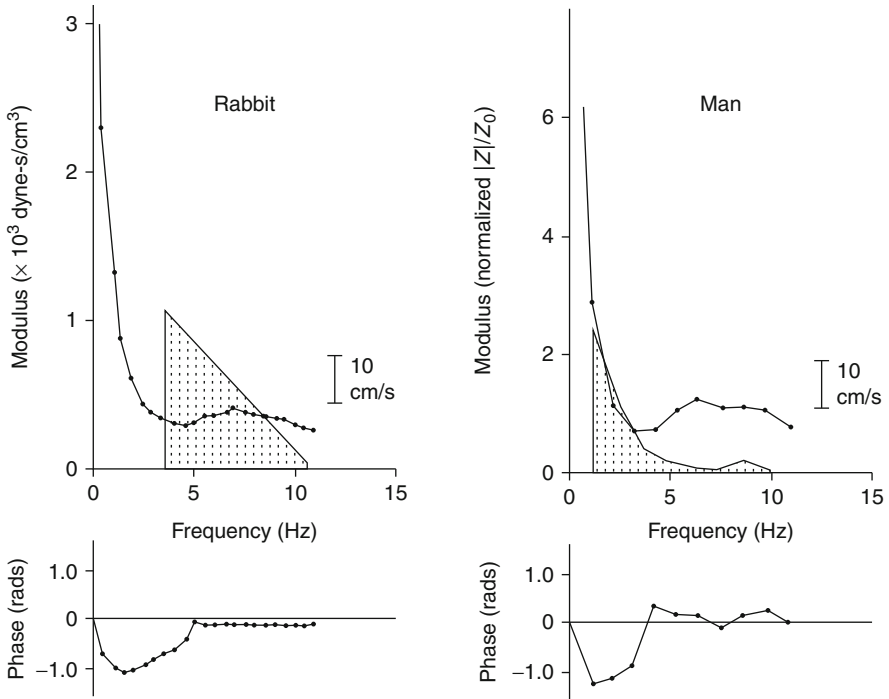 Rabbit
Modulus (× 10³ dyne-s/cm³)
3
2
1
0
10
cm/s
0
5
10
15
Frequency (Hz)
Phase (rads)
1.0
0
−1.0
Man
Modulus (normalized |Z|/Z₀)
6
4
2
0
10
cm/s
0
5
10
15
Frequency (Hz)
Phase (rads)
1.0
0
−1.0